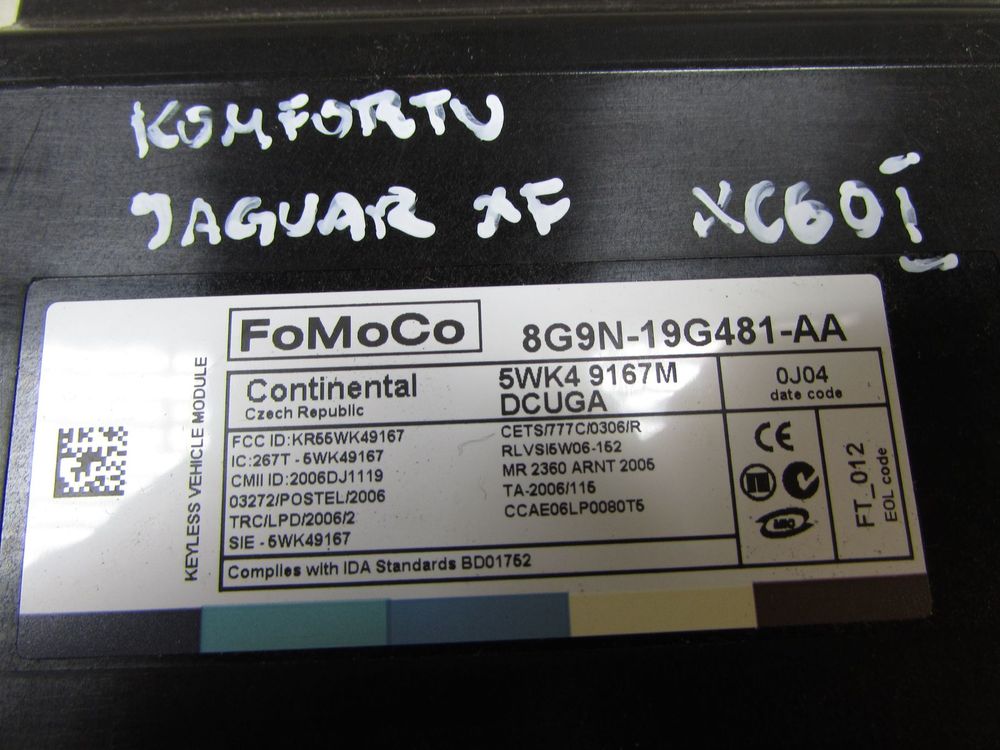 KOMFORTU
JAGUAR XF XC60I
FoMoCo 8G9N-19G481-AA
KEYLESS VEHICLE MODULE
Continental
Czech Republic
5WK4 9167M
DCUGA
0J04
date code
FCC ID:KR55WK49167
IC:267T - 5WK49167
CMII ID:2006DJ1119
03272/POSTEL/2006
TRC/LPD/2006/2
SIE - 5WK49167
CETS/777C/0306/R
RLVSI5W06-152
MR 2360 ARNT 2005
TA-2006/115
CCAE06LP0080T5
CE
MIC
FT_012
EOL code
Complies with IDA Standards BD01752